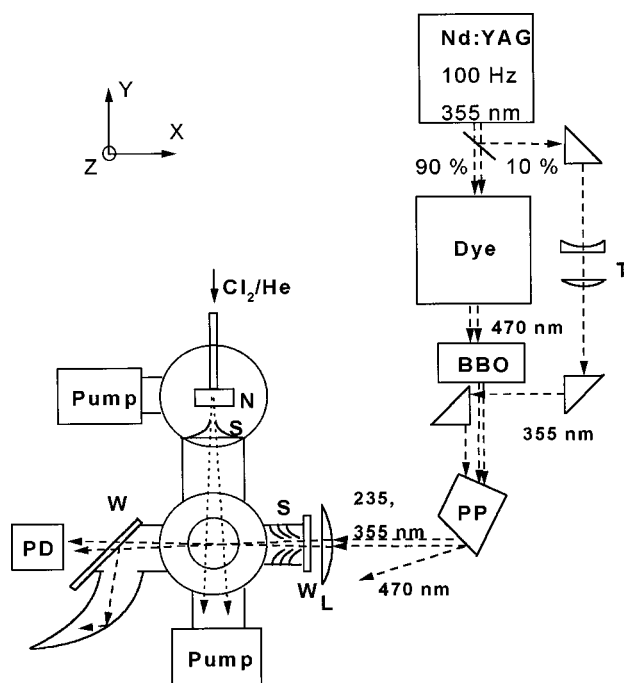 Nd:YAG
100 Hz
355 nm
Y
X
Z
90 %
10 %
T
Dye
Cl₂/He
470 nm
BBO
Pump
N
S
355 nm
W
S
235,
355 nm
PP
PD
W
L
470 nm
Pump